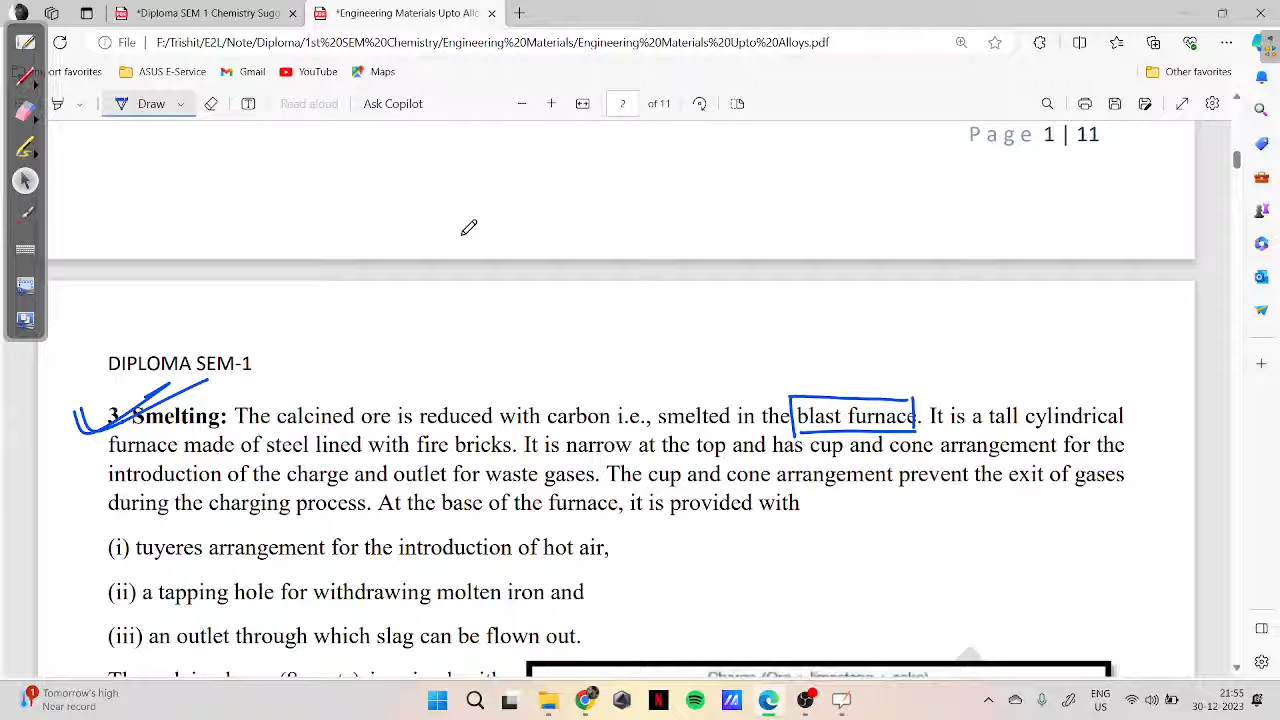 *Diploma SEM 1 Chemistry Sugg
*Engineering Materials Upto Allo
File
F:/Trishit/E2L/Note/Diploma/1st%20SEM%20Chemistry/Engineering%20Materials/Engineering%20Materials%20Upto%20Alloys.pdf
Import favorites
ASUS E-Service
Gmail
YouTube
Maps
Other favorites
Draw
Read aloud
Ask Copilot
2
of 11
Page 1 | 11
DIPLOMA SEM-1
3. Smelting: The calcined ore is reduced with carbon i.e., smelted in the blast furnace. It is a tall cylindrical
furnace made of steel lined with fire bricks. It is narrow at the top and has cup and cone arrangement for the
introduction of the charge and outlet for waste gases. The cup and cone arrangement prevent the exit of gases
during the charging process. At the base of the furnace, it is provided with
(i) tuyeres arrangement for the introduction of hot air,
(ii) a tapping hole for withdrawing molten iron and
(iii) an outlet through which slag can be flown out.
1
Tomorrow's high
Near record
ENG
US
21:55
30-12-2023